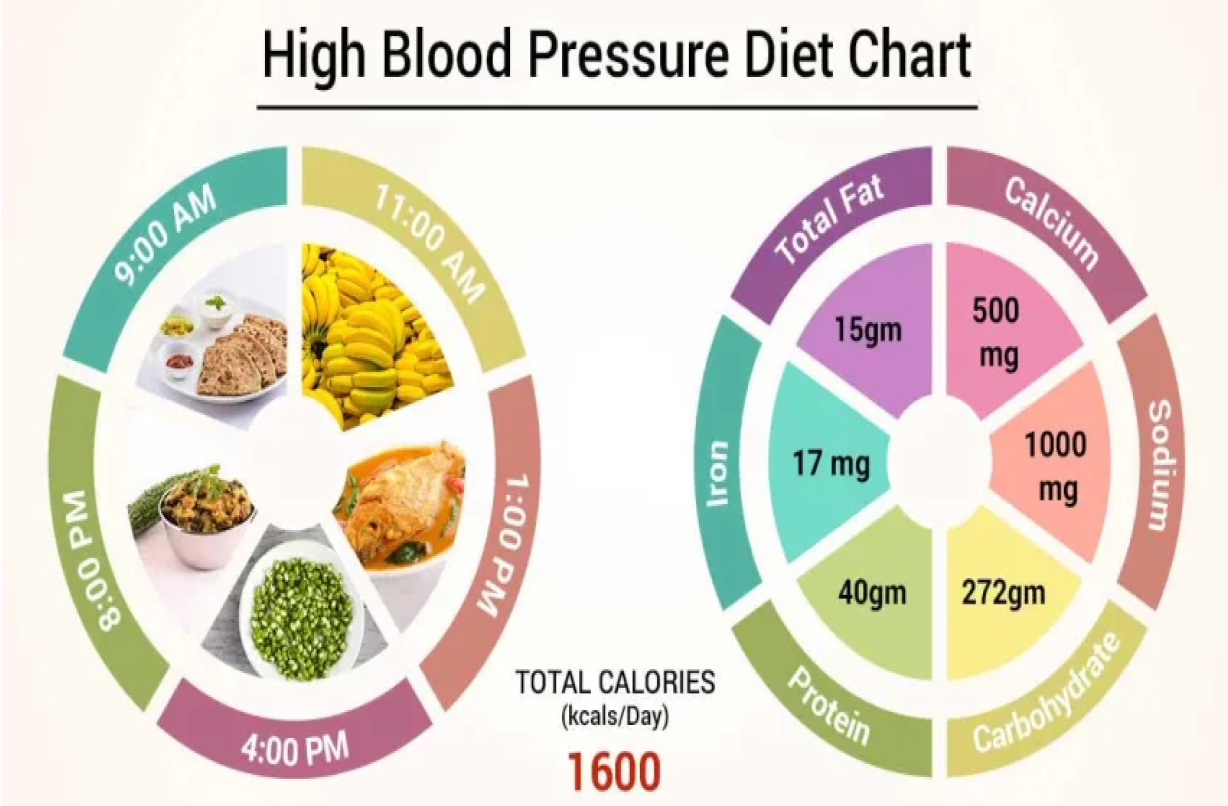 High Blood Pressure Diet Chart
9:00 AM
11:00 AM
1:00 PM
4:00 PM
8:00 PM
TOTAL CALORIES
(kcals/Day)
1600
Total Fat
15gm
Calcium
500
mg
Sodium
1000
mg
Carbohydrate
272gm
Protein
40gm
Iron
17 mg